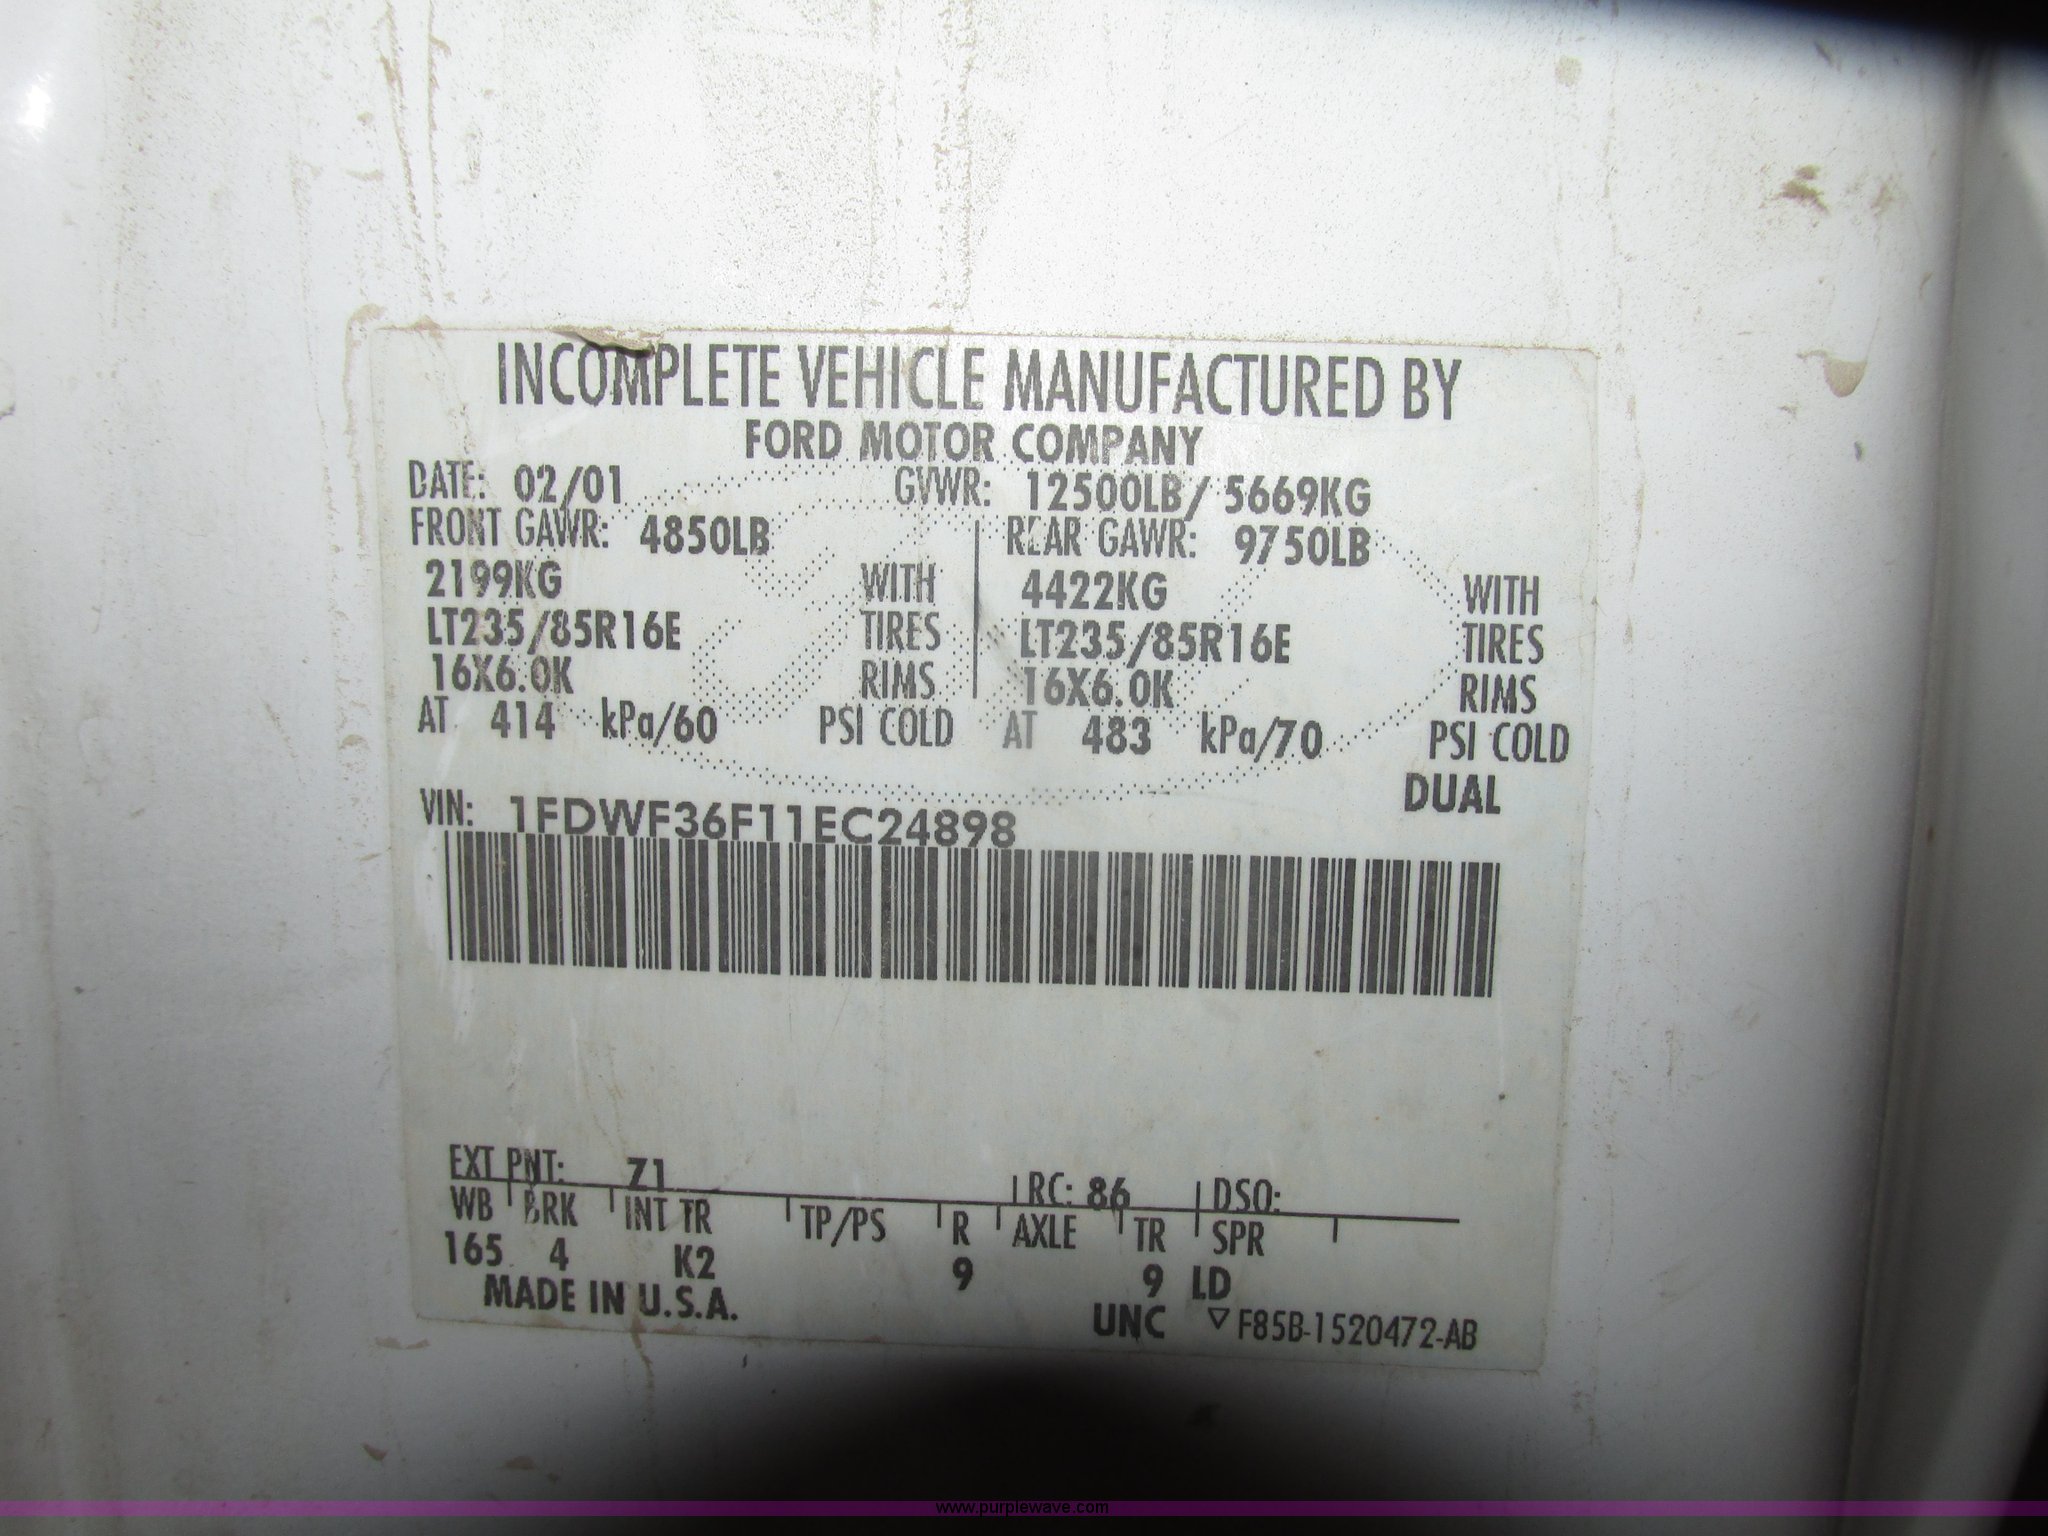 INCOMPLETE VEHICLE MANUFACTURED BY
FORD MOTOR COMPANY
DATE: 02/01 GVWR: 12500LB/ 5669KG
FRONT GAWR: 4850LB REAR GAWR: 9750LB
2199KG WITH 4422KG WITH
LT235/85R16E TIRES LT235/85R16E TIRES
16X6.0K RIMS 16X6.0K RIMS
AT 414 kPa/60 PSI COLD AT 483 kPa/70 PSI COLD
DUAL
VIN: 1FDWF36F11EC24898
EXT PNT: Z1 RC: 86 DSO:
WB BRK INT TR TP/PS R AXLE TR SPR
165 4 K2 9 9 LD
MADE IN U.S.A.
UNC ▽ F85B-1520472-AB
www.purplewave.com